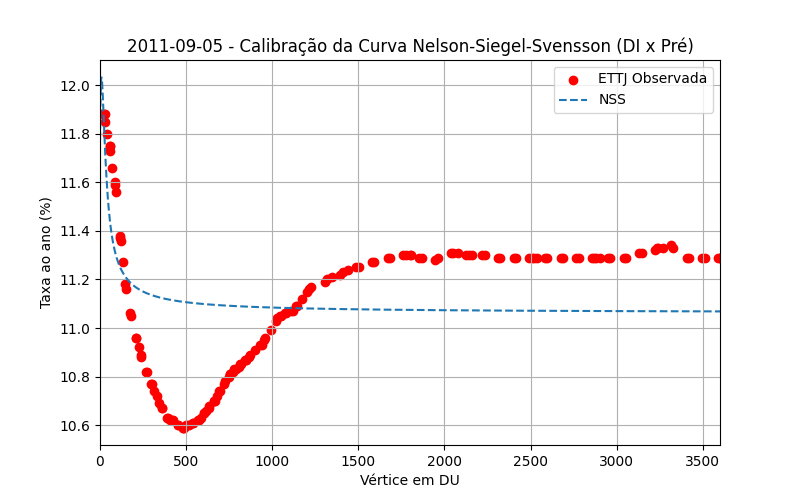 2011-09-05 - Calibração da Curva Nelson-Siegel-Svensson (DI x Pré)
ETTJ Observada
NSS
Taxa ao ano (%)
12.0
11.8
11.6
11.4
11.2
11.0
10.8
10.6
0 500 1000 1500 2000 2500 3000 3500
Vértice em DU